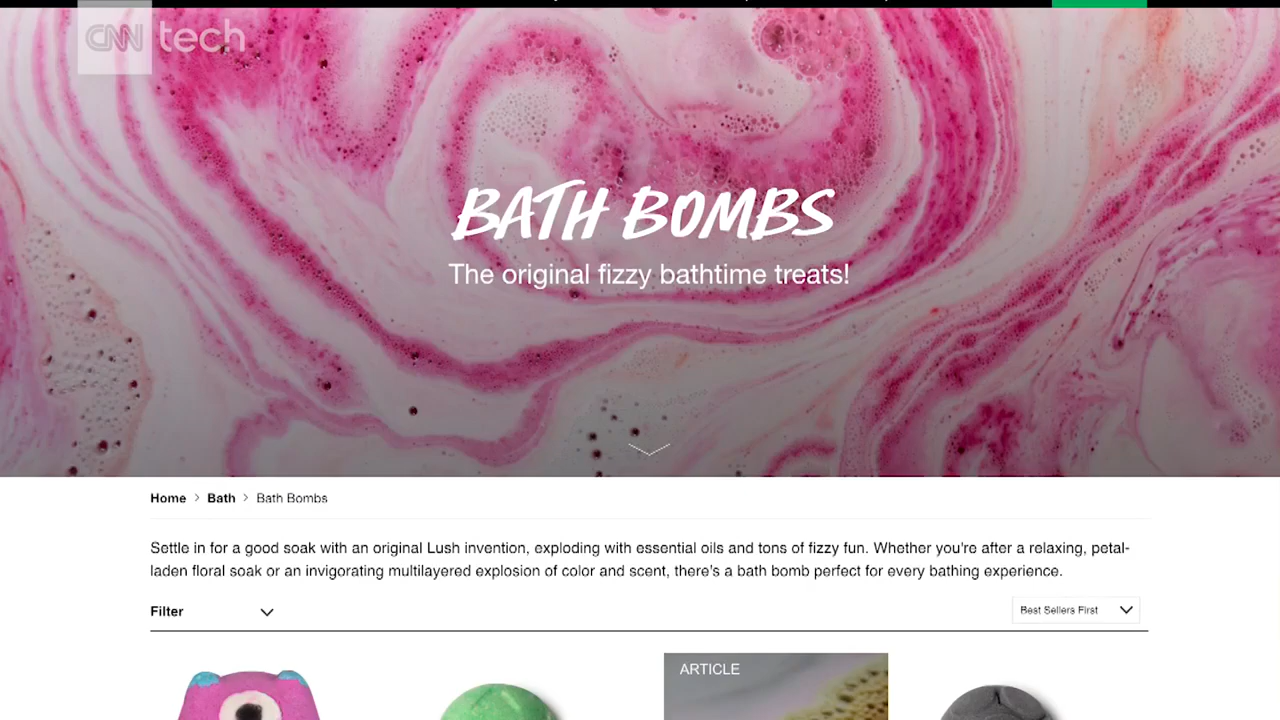 CNN tech
BATH BOMBS
The original fizzy bathtime treats!
Home > Bath > Bath Bombs
Settle in for a good soak with an original Lush invention, exploding with essential oils and tons of fizzy fun. Whether you're after a relaxing, petal-
laden floral soak or an invigorating multilayered explosion of color and scent, there's a bath bomb perfect for every bathing experience.
Filter
Best Sellers First
ARTICLE